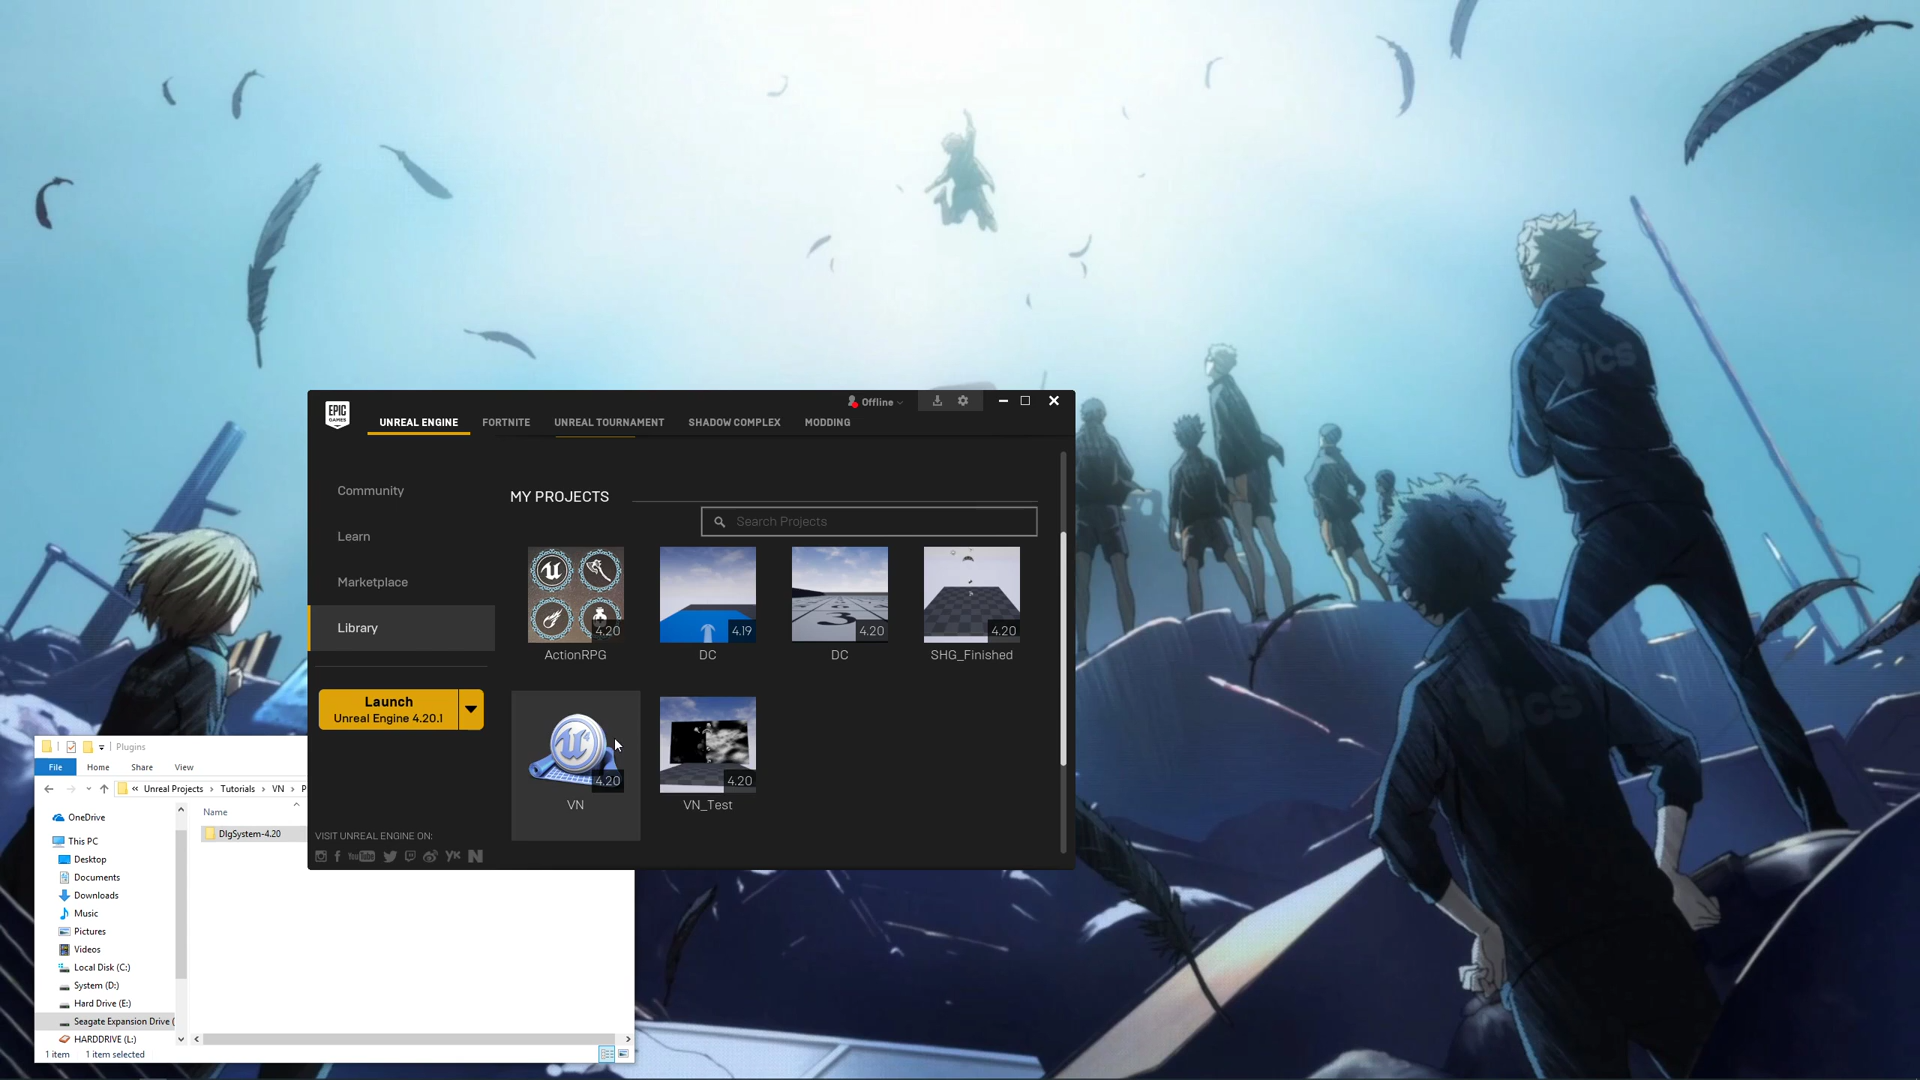 EPIC GAMES
Offline
UNREAL ENGINE
FORTNITE
UNREAL TOURNAMENT
SHADOW COMPLEX
MODDING
Community
Learn
Marketplace
Library
Launch
Unreal Engine 4.20.1
VISIT UNREAL ENGINE ON:
YouTube
MY PROJECTS
Search Projects
4.20
4.19
4.20
4.20
ActionRPG
DC
DC
SHG_Finished
4.20
4.20
VN
VN_Test
Plugins
File
Home
Share
View
« Unreal Projects > Tutorials > VN > P
Name
DlgSystem-4.20
OneDrive
This PC
Desktop
Documents
Downloads
Music
Pictures
Videos
Local Disk (C:)
System (D:)
Hard Drive (E:)
Seagate Expansion Drive (
HARDDRIVE (L:)
1 item
1 item selected